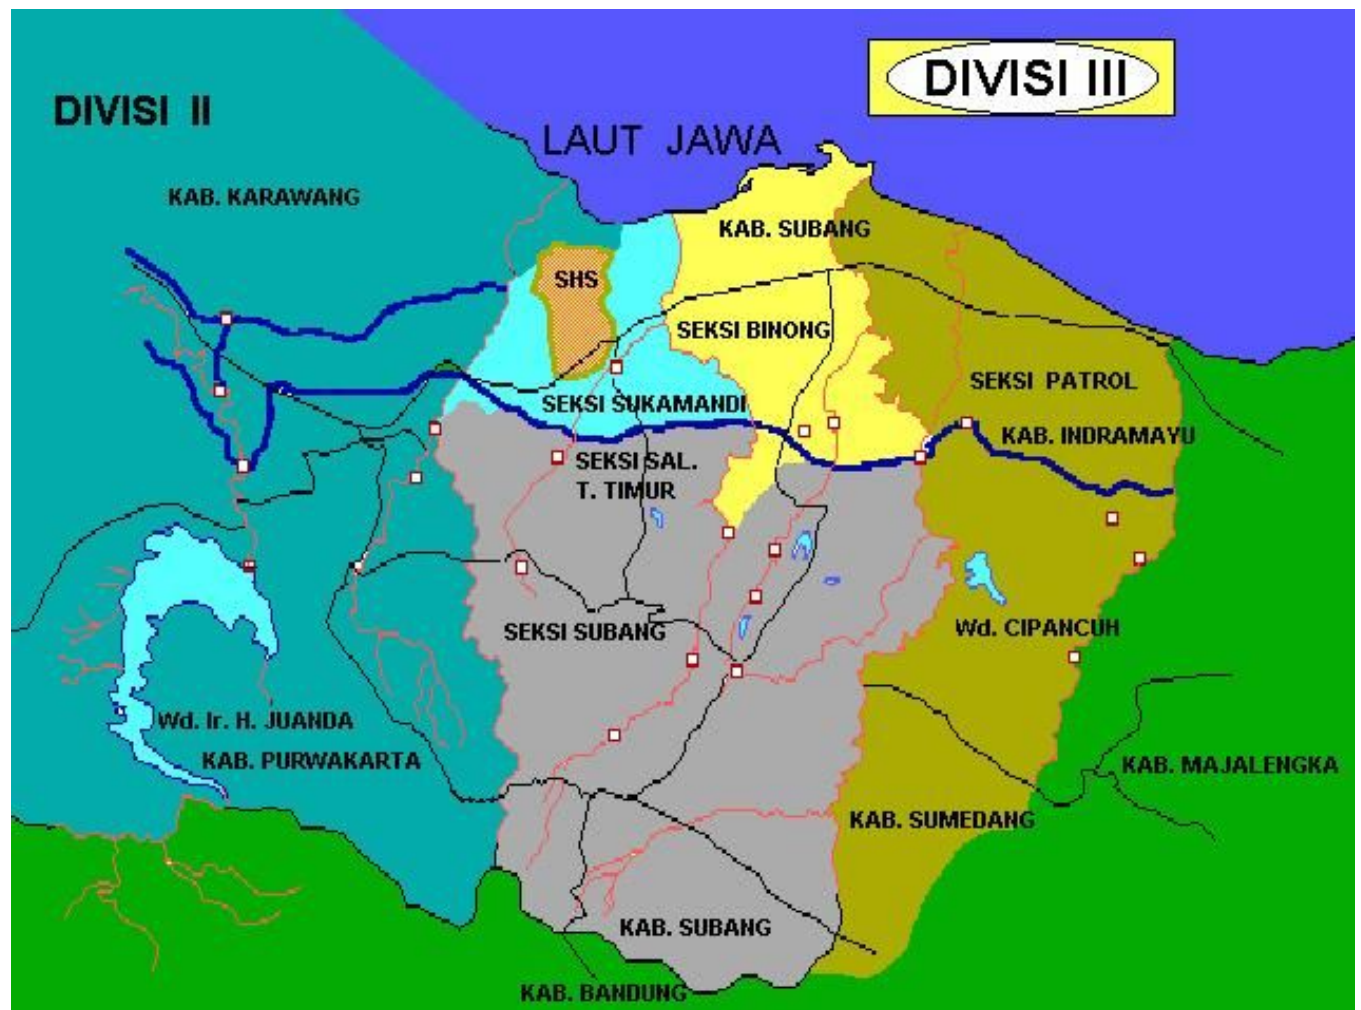 DIVISI III
DIVISI II
LAUT JAWA
KAB. KARAWANG
KAB. SUBANG
SHS
SEKSI BINONG
SEKSI PATROL
SEKSI SUKAMANDI
KAB. INDRAMAYU
SEKSI SAL.
T. TIMUR
SEKSI SUBANG
Wd. CIPANCUH
Wd. Ir. H. JUANDA
KAB. PURWAKARTA
KAB. MAJALENGKA
KAB. SUMEDANG
KAB. SUBANG
KAB. BANDUNG